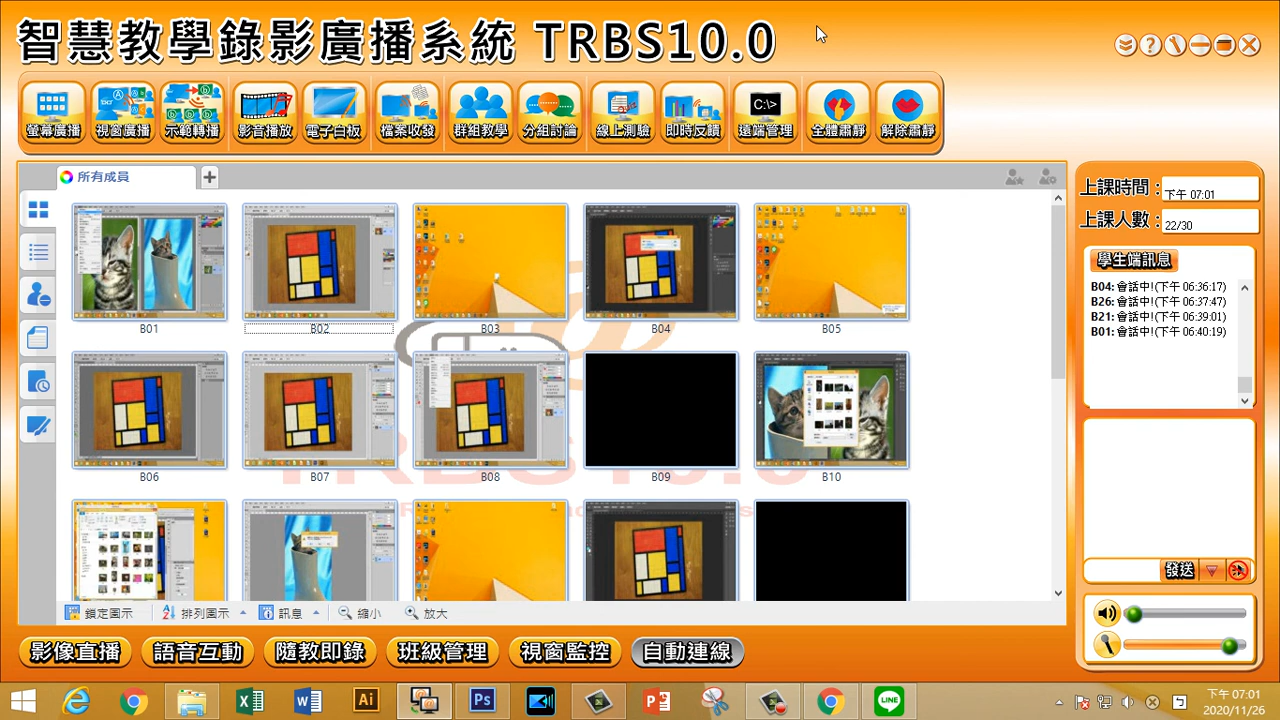 智慧教學錄影廣播系統 TRBS10.0
螢幕廣播 視窗廣播 示範轉播 影音播放 電子白板 檔案收發 群組教學 分組討論 線上測驗 即時反饋 遠端管理 全體肅靜 解除肅靜
C:\>
所有成員
B01 B02 B03 B04 B05
B06 B07 B08 B09 B10
鎖定圖示 排列圖示 訊息 縮小 放大
上課時間：下午 07:01
上課人數：22/30
學生端訊息
B04: 會話中!(下午 06:36:17)
B26: 會話中!(下午 06:37:47)
B21: 會話中!(下午 06:39:01)
B01: 會話中!(下午 06:40:19)
發送
影像直播 語音互動 隨教即錄 班級管理 視窗監控 自動連線
Ai Ps LINE
下午 07:01
2020/11/26